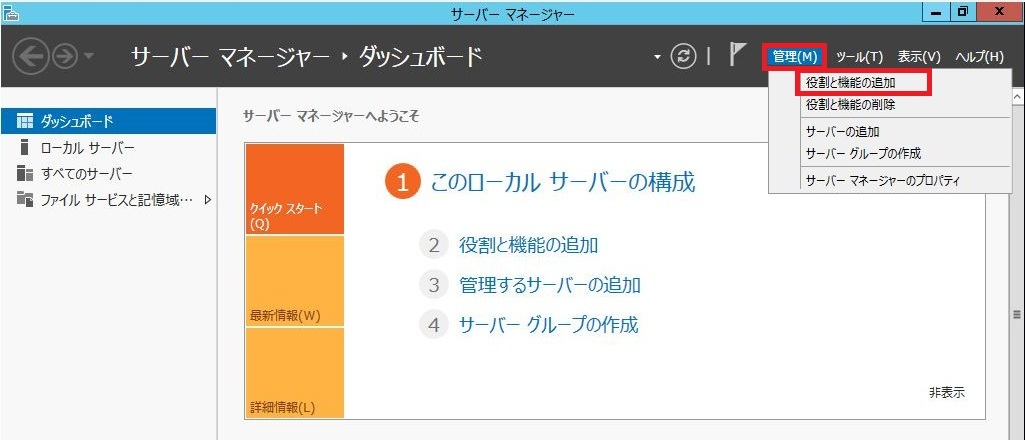 サーバー マネージャー
サーバー マネージャー ・ ダッシュボード
管理(M) ツール(T) 表示(V) ヘルプ(H)
役割と機能の追加
役割と機能の削除
サーバーの追加
サーバー グループの作成
サーバー マネージャーのプロパティ
ダッシュボード
ローカル サーバー
すべてのサーバー
ファイル サービスと記憶域…
サーバー マネージャーへようこそ
クイック スタート
(Q)
最新情報(W)
詳細情報(L)
1 このローカル サーバーの構成
2 役割と機能の追加
3 管理するサーバーの追加
4 サーバー グループの作成
非表示